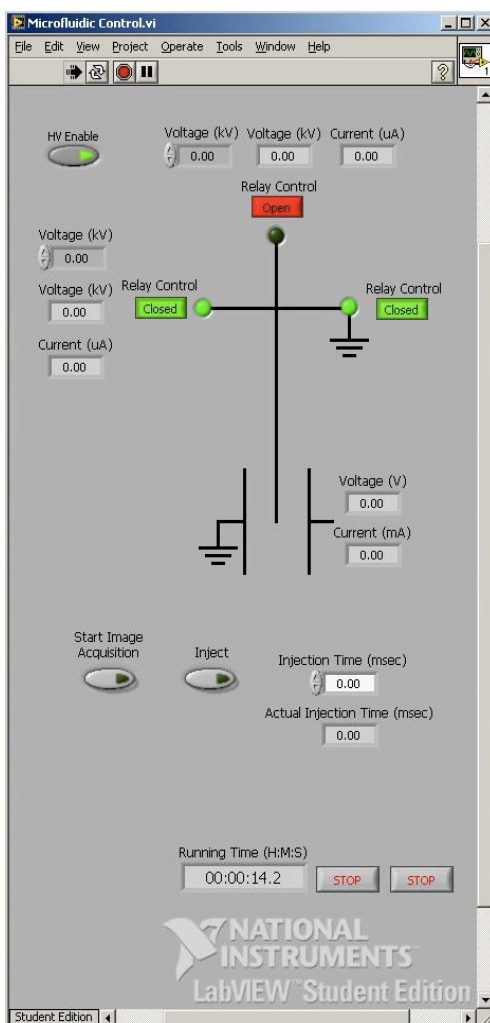 Microfluidic Control.vi
File Edit View Project Operate Tools Window Help
?
1
HV Enable
Voltage (kV) Voltage (kV) Current (uA)
0.00 0.00 0.00
Relay Control
Open
Voltage (kV)
0.00
Voltage (kV) Relay Control Relay Control
0.00 Closed Closed
Current (uA)
0.00
Voltage (V)
0.00
Current (mA)
0.00
Start Image
Acquisition
Inject
Injection Time (msec)
0.00
Actual Injection Time (msec)
0.00
Running Time (H:M:S)
00:00:14.2 STOP STOP
NATIONAL
INSTRUMENTS
LabVIEW™ Student Edition
Student Edition